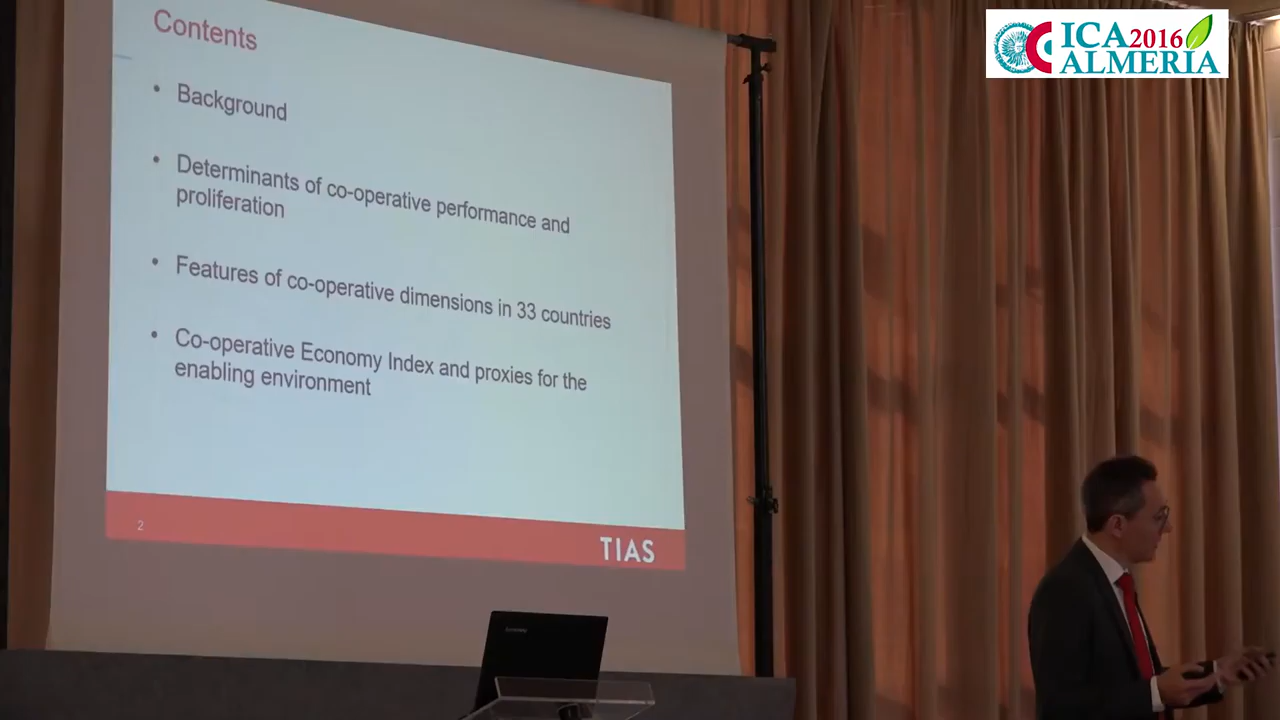 Contents
• Background
• Determinants of co-operative performance and
proliferation
• Features of co-operative dimensions in 33 countries
• Co-operative Economy Index and proxies for the
enabling environment
2
TIAS
ICA2016
ALMERIA